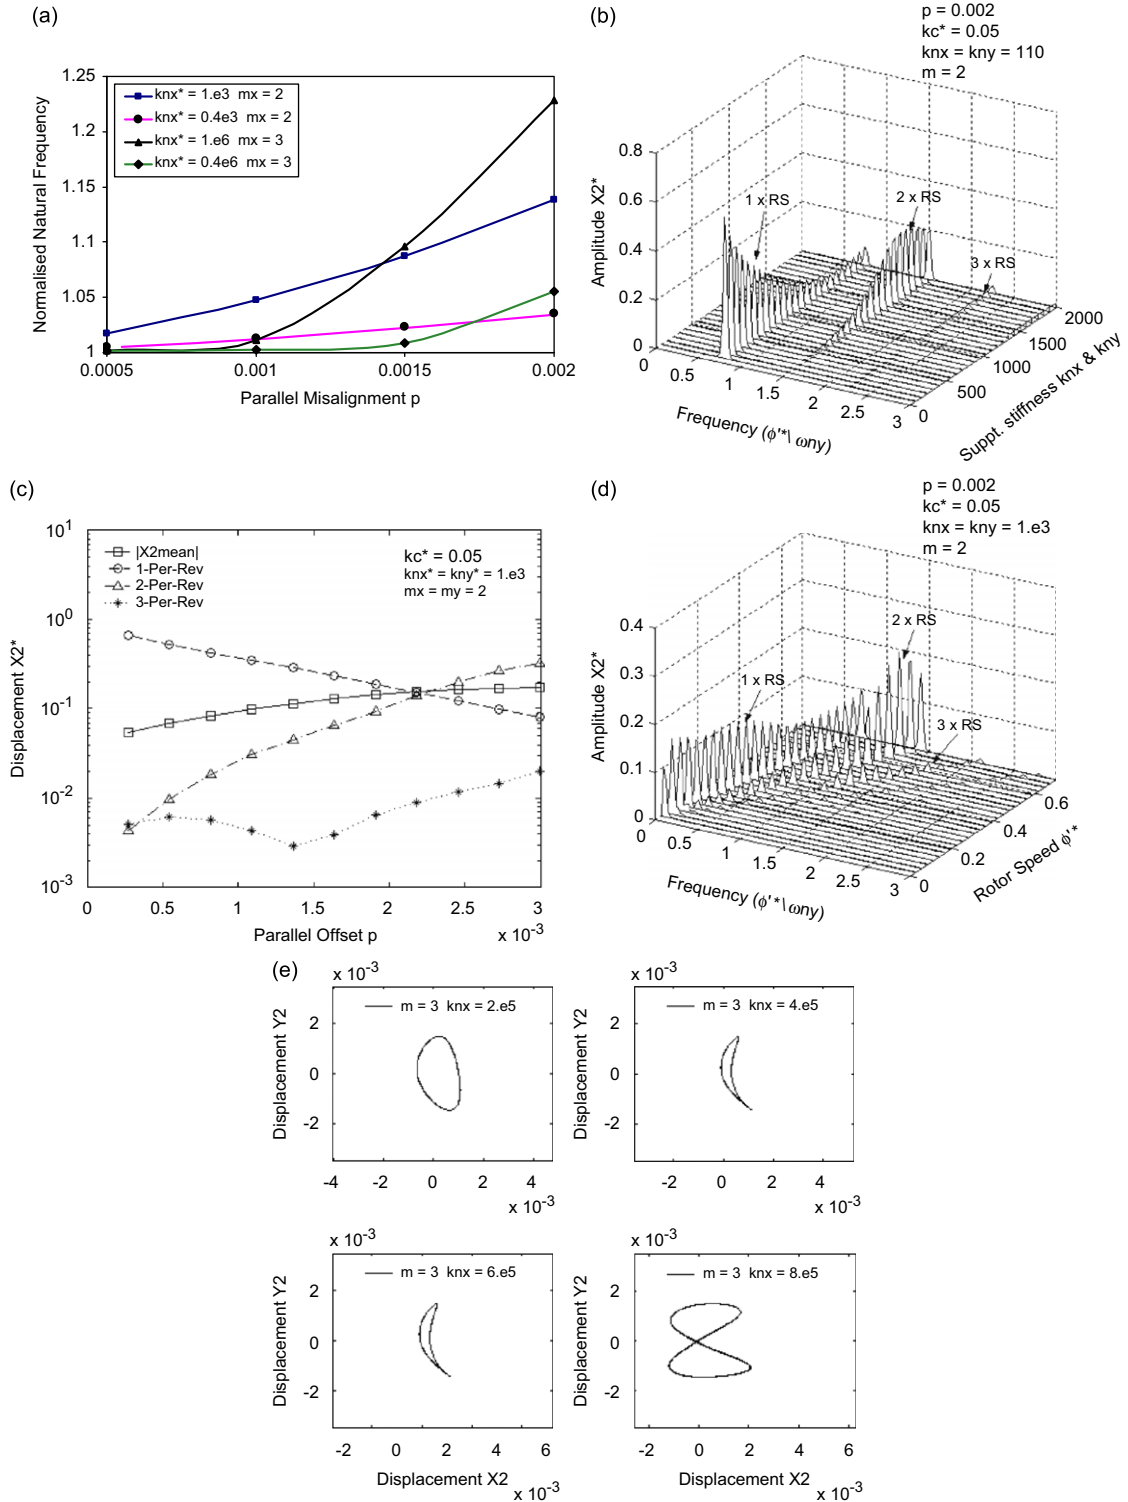 (a)
1.25
1.2
1.15
1.1
1.05
1
0.0005
0.001
0.0015
0.002
Normalised Natural Frequency
Parallel Misalignment p
knx* = 1.e3 mx = 2
knx* = 0.4e3 mx = 2
knx* = 1.e6 mx = 3
knx* = 0.4e6 mx = 3
(b)
p = 0.002
kc* = 0.05
knx = kny = 110
m = 2
0.8
0.6
0.4
0.2
0
Amplitude X2*
1 x RS
2 x RS
3 x RS
0
0.5
1
1.5
2
2.5
3
Frequency (ϕ'*\ ωny)
0
500
1000
1500
2000
Suppt. stiffness knx & kny
(c)
10^1
10^0
10^-1
10^-2
10^-3
Displacement X2*
|X2mean|
1-Per-Rev
2-Per-Rev
3-Per-Rev
kc* = 0.05
knx* = kny* = 1.e3
mx = my = 2
0
0.5
1
1.5
2
2.5
3
Parallel Offset p
x 10^-3
(d)
p = 0.002
kc* = 0.05
knx = kny = 1.e3
m = 2
0.4
0.3
0.2
0.1
0
Amplitude X2*
1 x RS
2 x RS
3 x RS
0
0.5
1
1.5
2
2.5
3
Frequency (ϕ'*\ ωny)
0
0.2
0.4
0.6
Rotor Speed ϕ'*
(e)
x 10^-3
m = 3 knx = 2.e5
2
0
-2
Displacement Y2
-4
-2
0
2
4
x 10^-3
x 10^-3
m = 3 knx = 4.e5
2
0
-2
Displacement Y2
-2
0
2
4
6
x 10^-3
x 10^-3
m = 3 knx = 6.e5
2
0
-2
Displacement Y2
-2
0
2
4
6
Displacement X2
x 10^-3
x 10^-3
m = 3 knx = 8.e5
2
0
-2
Displacement Y2
-2
0
2
4
6
Displacement X2
x 10^-3